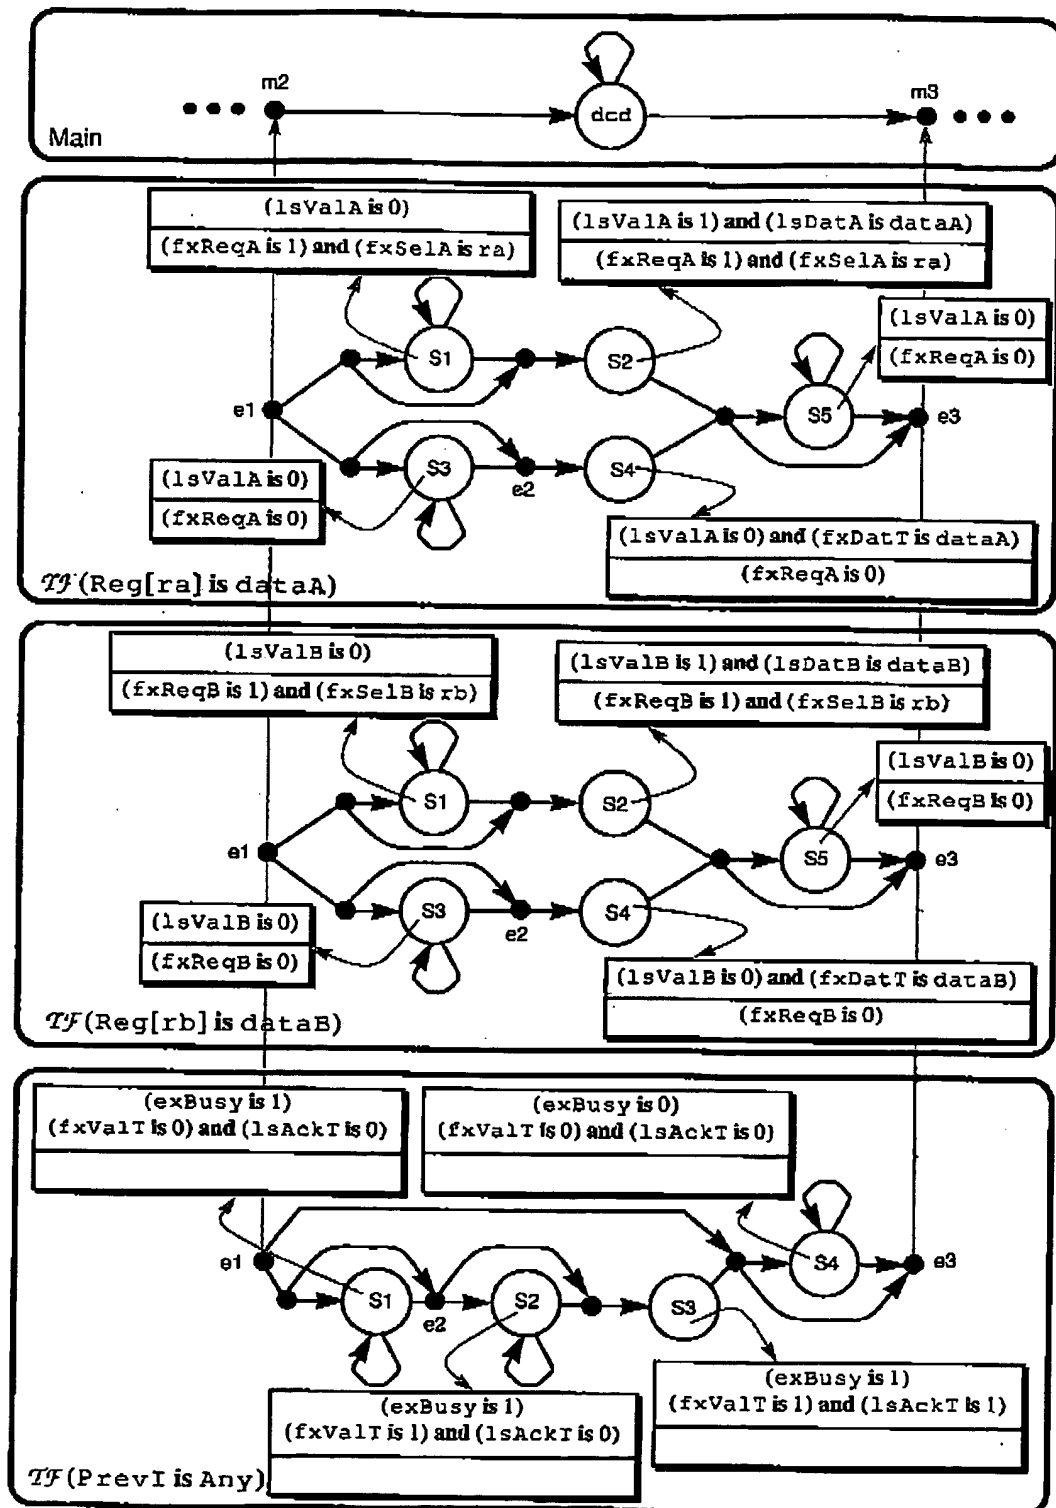 m2
dcd
m3
Main
(lsValA is 0)
(fxReqA is 1) and (fxSelA is ra)
(lsValA is 1) and (lsDatA is dataA)
(fxReqA is 1) and (fxSelA is ra)
(lsValA is 0)
(fxReqA is 0)
S1
S2
e1
S5
e3
S3
e2
S4
(lsValA is 0)
(fxReqA is 0)
(lsValA is 0) and (fxDatT is dataA)
(fxReqA is 0)
TF(Reg[ra] is dataA)
(lsValB is 0)
(fxReqB is 1) and (fxSelB is rb)
(lsValB is 1) and (lsDatB is dataB)
(fxReqB is 1) and (fxSelB is rb)
(lsValB is 0)
(fxReqB is 0)
S1
S2
e1
S5
e3
S3
e2
S4
(lsValB is 0)
(fxReqB is 0)
(lsValB is 0) and (fxDatT is dataB)
(fxReqB is 0)
TF(Reg[rb] is dataB)
(exBusy is 1)
(fxValT is 0) and (lsAckT is 0)
(exBusy is 0)
(fxValT is 0) and (lsAckT is 0)
e1
S4
e3
S1
e2
S2
S3
(exBusy is 1)
(fxValT is 1) and (lsAckT is 0)
(exBusy is 1)
(fxValT is 1) and (lsAckT is 1)
TF(PrevI is Any)